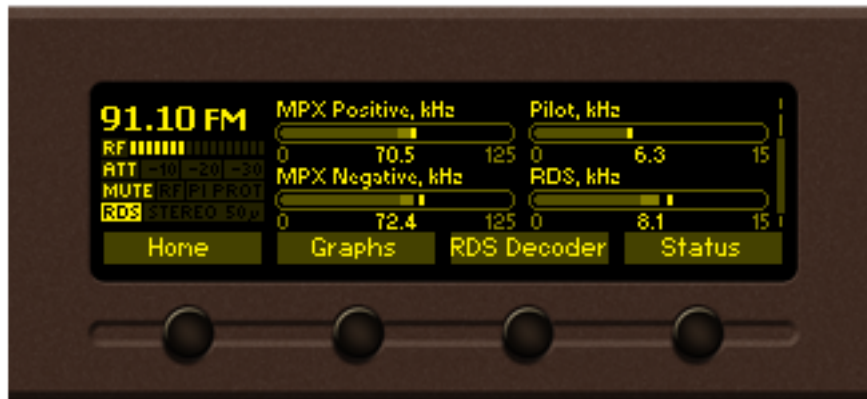 91.10 FM
RF
ATT -10 -20 -30
MUTE RF PI PROT
RDS STEREO 50µ
MPX Positive, kHz
0 70.5 125
Pilot, kHz
0 6.3 15
MPX Negative, kHz
0 72.4 125
RDS, kHz
0 8.1 15
Home
Graphs
RDS Decoder
Status